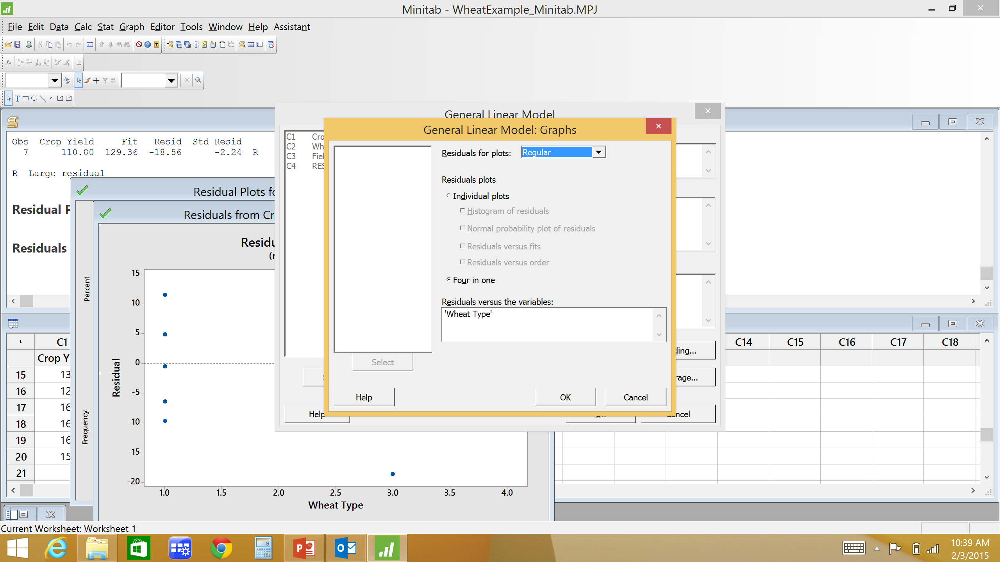 Minitab - WheatExample_Minitab.MPJ
File Edit Data Calc Stat Graph Editor Tools Window Help Assistant
General Linear Model
General Linear Model: Graphs
Obs Crop Yield Fit Resid Std Resid
7 110.80 129.36 -18.56 -2.24 R
R Large residual
Residual P
Residuals
Residual Plots fo
Residuals from Cr
Residu
(r
Percent
Frequency
Residual
15
10
5
0
-5
-10
-15
-20
1.0 1.5 2.0 2.5 3.0 3.5 4.0
Wheat Type
C1 Cro
C2 Wh
C3 Fiel
C4 RES
Residuals for plots: Regular
Residuals plots
Individual plots
Histogram of residuals
Normal probability plot of residuals
Residuals versus fits
Residuals versus order
Four in one
Residuals versus the variables:
'Wheat Type'
Select
Help OK Cancel
ding...
rage...
Help OK ancel
C1 C14 C15 C16 C17 C18
Crop Y
15 13
16 12
17 16
18 16
19 16
20 15
21
Current Worksheet: Worksheet 1
10:39 AM
2/3/2015